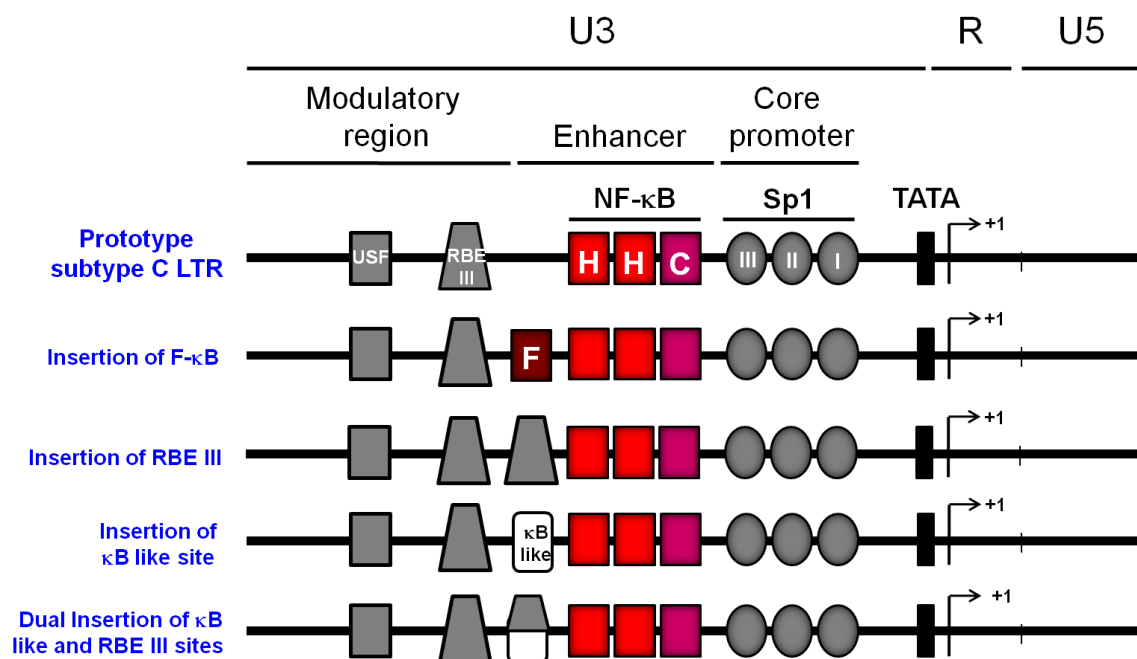 U3 R U5
Modulatory
region
Enhancer
Core
promoter
NF-κB Sp1 TATA
Prototype
subtype C LTR
USF RBE
III
H H C III II I +1
Insertion of F-κB
F +1
Insertion of RBE III
+1
Insertion of
κB like site
κB
like
+1
Dual Insertion of κB
like and RBE III sites
+1